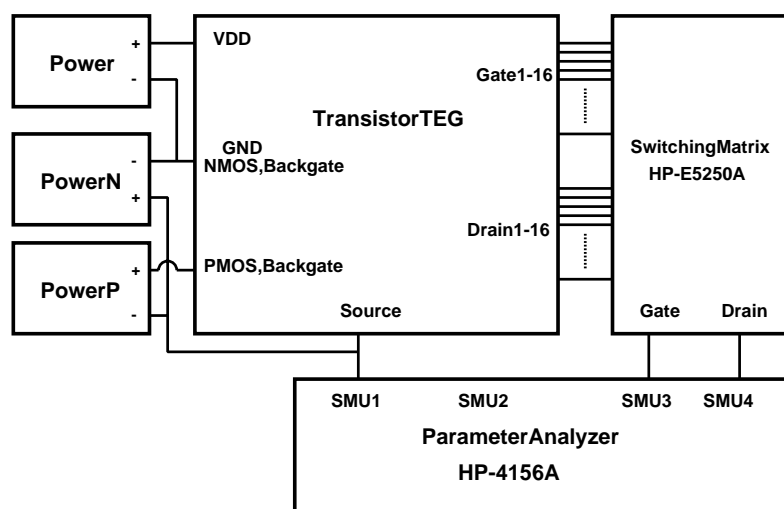 Power
+
-
PowerN
-
+
PowerP
+
-
VDD
GND
NMOS,Backgate
PMOS,Backgate
TransistorTEG
Gate1-16
Drain1-16
Source
SwitchingMatrix
HP-E5250A
Gate Drain
SMU1 SMU2 SMU3 SMU4
ParameterAnalyzer
HP-4156A